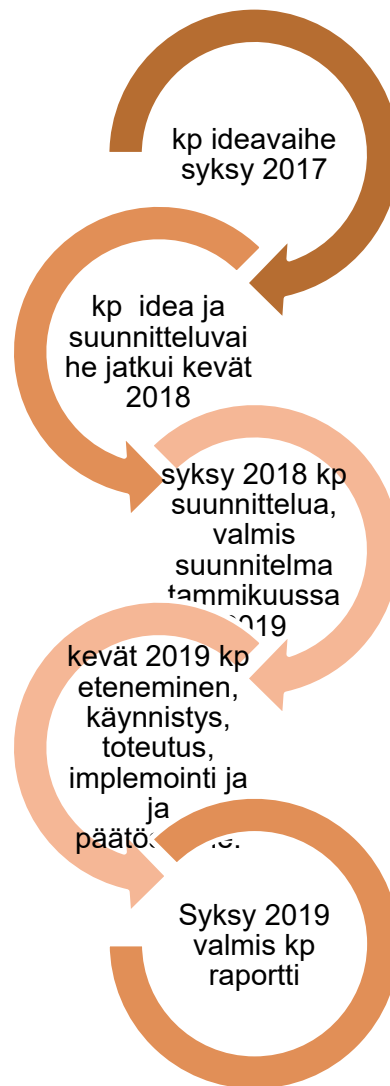 kp ideavaihe
syksy 2017
kp idea ja
suunnitteluvai
he jatkui kevät
2018
syksy 2018 kp
suunnittelua,
valmis
suunnitelma
tammikuussa
2019
kevät 2019 kp
eteneminen,
käynnistys,
toteutus,
implemointi ja
ja
Syksy 2019
valmis kp
raportti